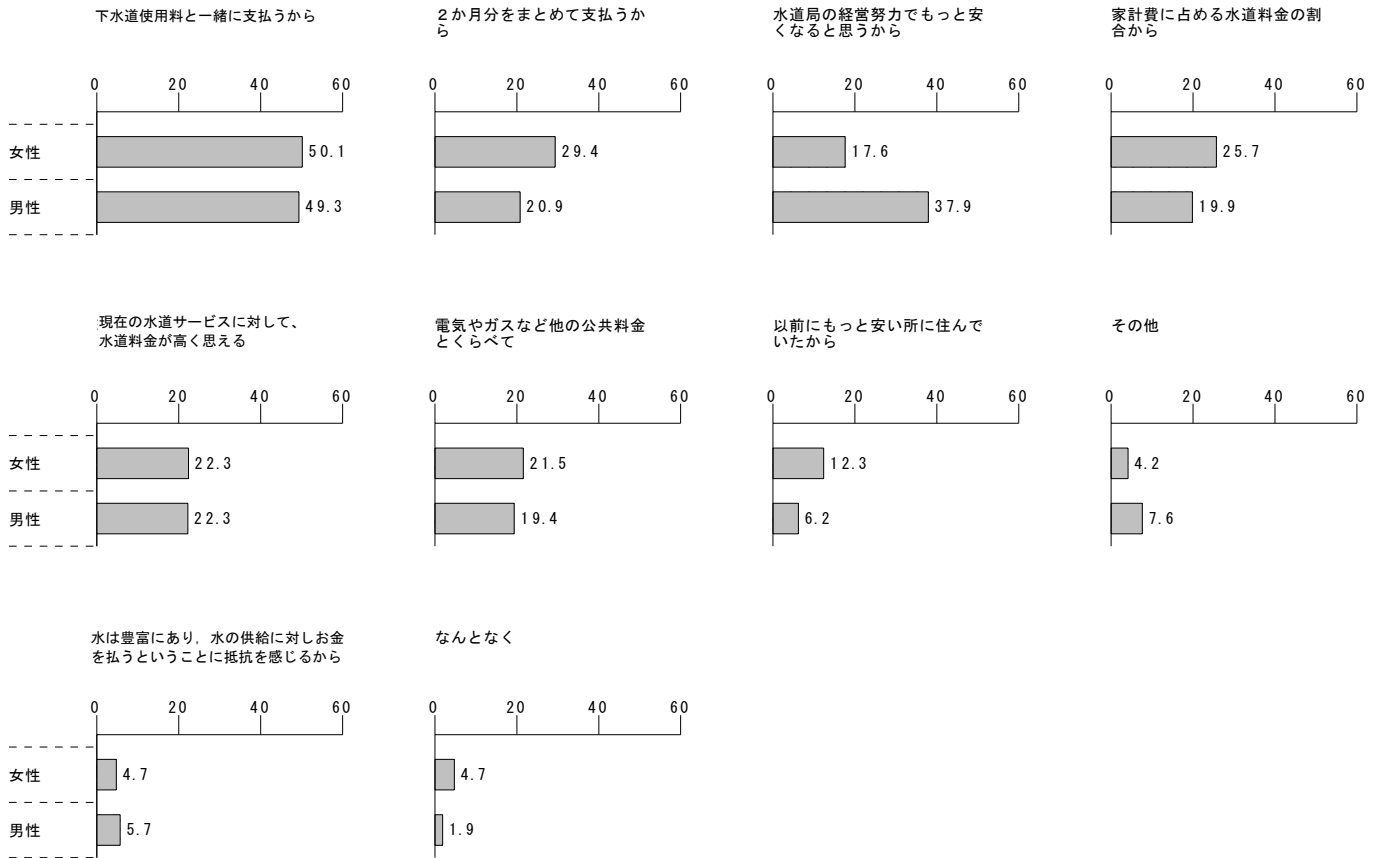 下水道使用料と一緒に支払うから
0 20 40 60
女性 50.1
男性 49.3
２か月分をまとめて支払うか
ら
0 20 40 60
29.4
20.9
水道局の経営努力でもっと安
くなると思うから
0 20 40 60
17.6
37.9
家計費に占める水道料金の割
合から
0 20 40 60
25.7
19.9
現在の水道サービスに対して、
水道料金が高く思える
0 20 40 60
女性 22.3
男性 22.3
電気やガスなど他の公共料金
とくらべて
0 20 40 60
21.5
19.4
以前にもっと安い所に住んで
いたから
0 20 40 60
12.3
6.2
その他
0 20 40 60
4.2
7.6
水は豊富にあり，水の供給に対しお金
を払うということに抵抗を感じるから
0 20 40 60
女性 4.7
男性 5.7
なんとなく
0 20 40 60
4.7
1.9